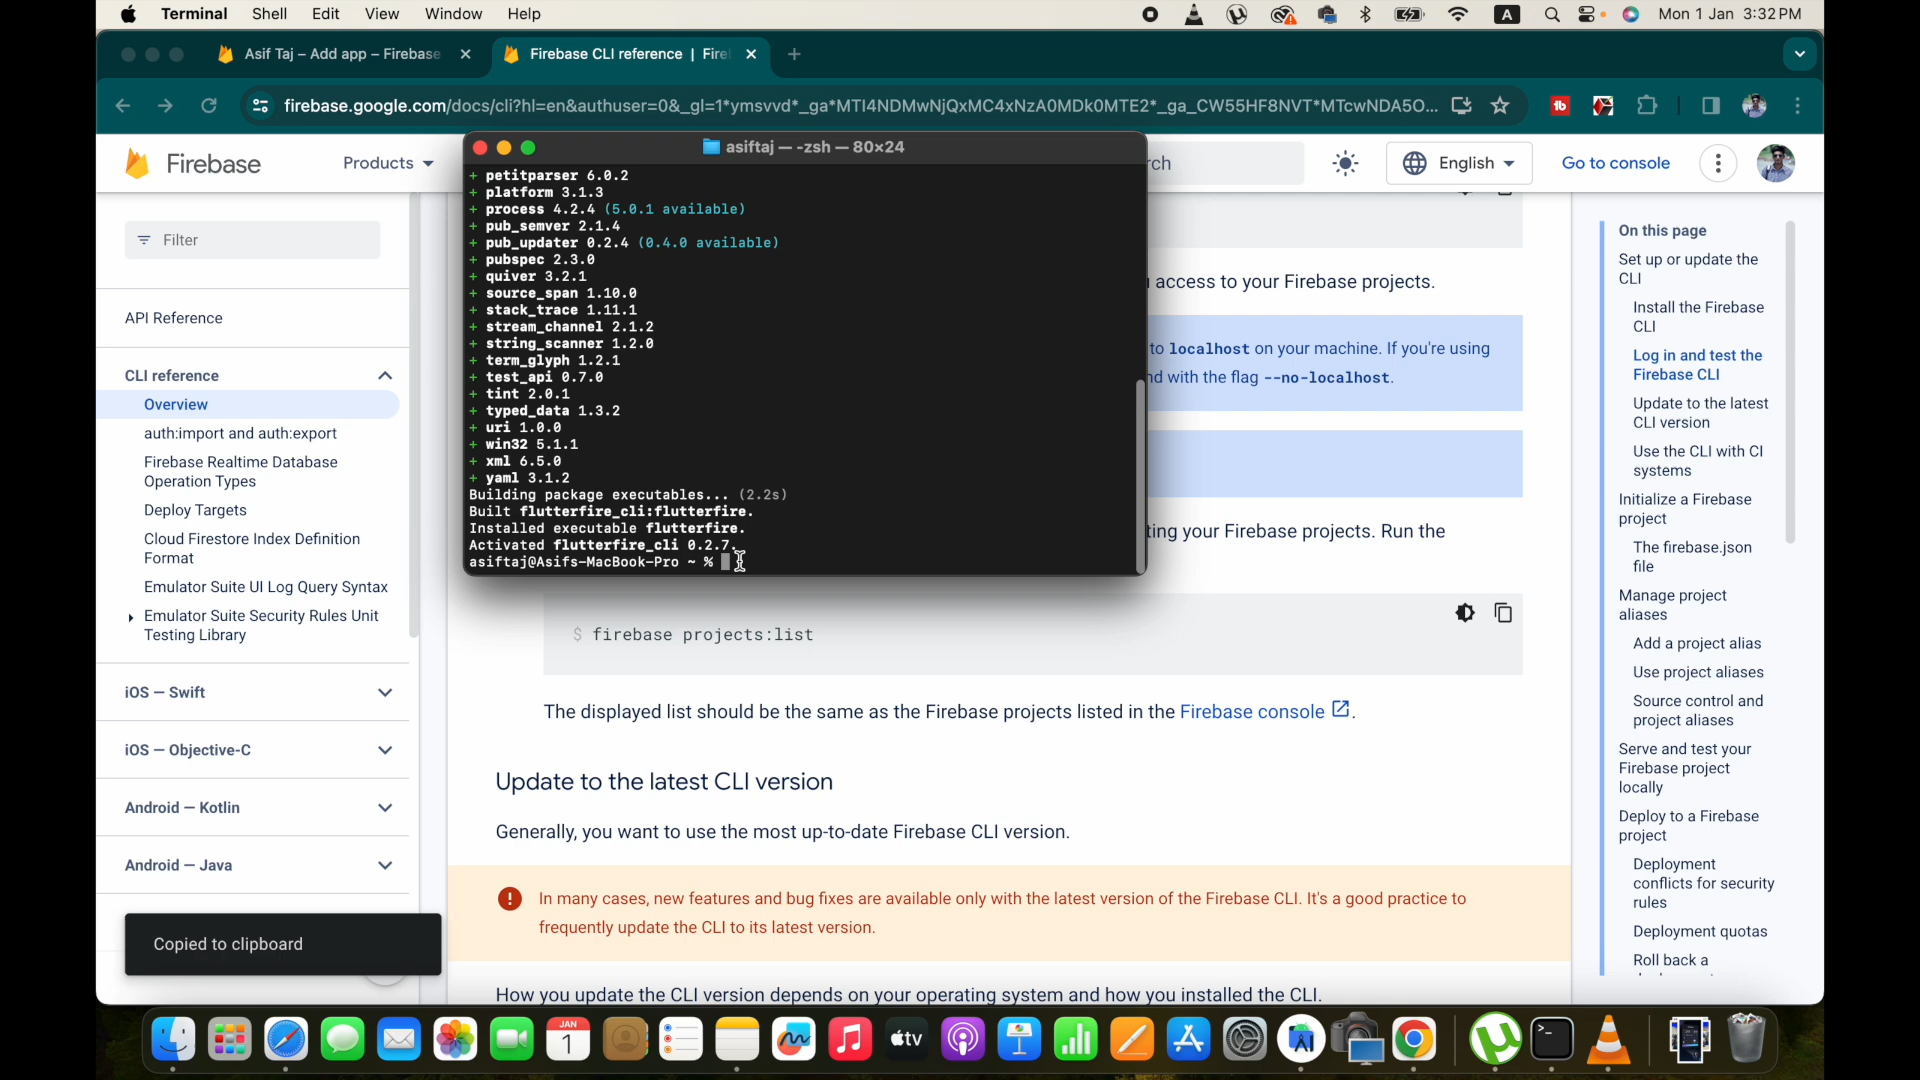 Terminal Shell Edit View Window Help
A Mon 1 Jan 3:32 PM
Asif Taj – Add app – Firebase
Firebase CLI reference | Fire
firebase.google.com/docs/cli?hl=en&authuser=0&_gl=1*ymsvvd*_ga*MTI4NDMwNjQxMC4xNzA0MDk0MTE2*_ga_CW55HF8NVT*MTcwNDA5O...
Firebase
Products
English
Go to console
asiftaj — -zsh — 80×24
+ petitparser 6.0.2
+ platform 3.1.3
+ process 4.2.4 (5.0.1 available)
+ pub_semver 2.1.4
+ pub_updater 0.2.4 (0.4.0 available)
+ pubspec 2.3.0
+ quiver 3.2.1
+ source_span 1.10.0
+ stack_trace 1.11.1
+ stream_channel 2.1.2
+ string_scanner 1.2.0
+ term_glyph 1.2.1
+ test_api 0.7.0
+ tint 2.0.1
+ typed_data 1.3.2
+ uri 1.0.0
+ win32 5.1.1
+ xml 6.5.0
+ yaml 3.1.2
Building package executables... (2.2s)
Built flutterfire_cli:flutterfire.
Installed executable flutterfire.
Activated flutterfire_cli 0.2.7.
asiftaj@Asifs-MacBook-Pro ~ %
Filter
API Reference
CLI reference
Overview
auth:import and auth:export
Firebase Realtime Database
Operation Types
Deploy Targets
Cloud Firestore Index Definition
Format
Emulator Suite UI Log Query Syntax
Emulator Suite Security Rules Unit
Testing Library
iOS — Swift
iOS — Objective-C
Android — Kotlin
Android — Java
Copied to clipboard
access to your Firebase projects.
to localhost on your machine. If you're using
with the flag --no-localhost.
ting your Firebase projects. Run the
$ firebase projects:list
The displayed list should be the same as the Firebase projects listed in the Firebase console.
Update to the latest CLI version
Generally, you want to use the most up-to-date Firebase CLI version.
In many cases, new features and bug fixes are available only with the latest version of the Firebase CLI. It's a good practice to
frequently update the CLI to its latest version.
How you update the CLI version depends on your operating system and how you installed the CLI.
On this page
Set up or update the
CLI
Install the Firebase
CLI
Log in and test the
Firebase CLI
Update to the latest
CLI version
Use the CLI with CI
systems
Initialize a Firebase
project
The firebase.json
file
Manage project
aliases
Add a project alias
Use project aliases
Source control and
project aliases
Serve and test your
Firebase project
locally
Deploy to a Firebase
project
Deployment
conflicts for security
rules
Deployment quotas
Roll back a
JAN
1
tv